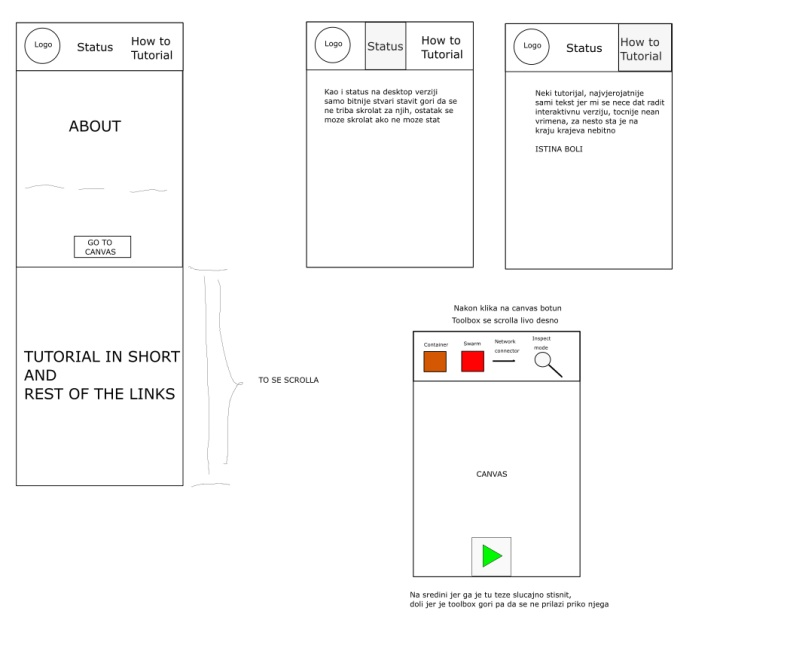 Logo
Status
How to
Tutorial
ABOUT
GO TO
CANVAS
TUTORIAL IN SHORT
AND
REST OF THE LINKS
TO SE SCROLLA
Logo
Status
How to
Tutorial
Kao i status na desktop verziji
samo bitnije stvari stavit gori da se
ne triba skrolat za njih, ostatak se
moze skrolat ako ne moze stat
Logo
Status
How to
Tutorial
Neki tutorijal, najvjerojatnije
sami tekst jer mi se nece dat radit
interaktivnu verziju, tocnije nean
vrimena, za nesto sta je na
kraju krajeva nebitno
ISTINA BOLI
Nakon klika na canvas botun
Toolbox se scrolla livo desno
Container
Swarm
Network
connector
Inspect
mode
CANVAS
Na sredini jer ga je tu teze slucajno stisnit,
doli jer je toolbox gori pa da se ne prilazi priko njega